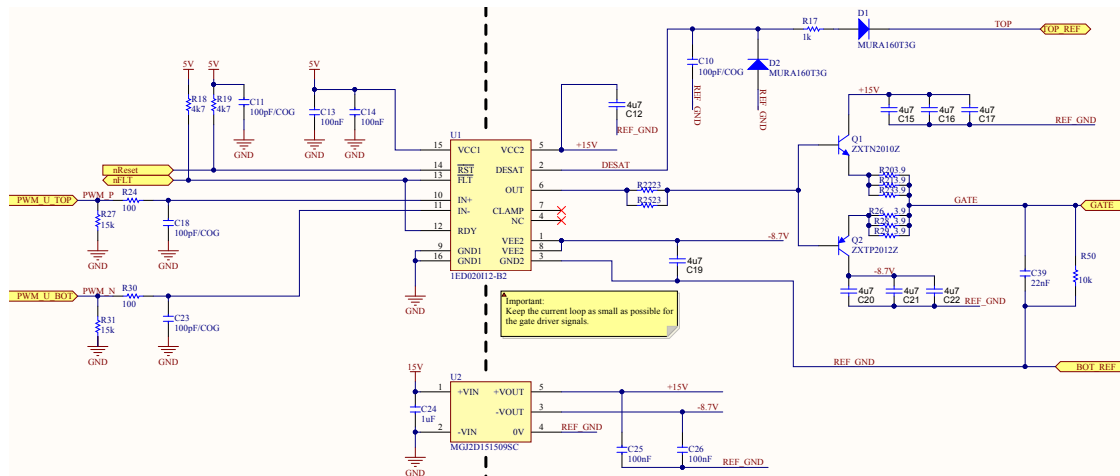 D1
MURA160T3G
R17
1k
TOP
TOP_REF
C10
100pF/COG
REF_GND
D2
MURA160T3G
REF_GND
5V
5V
R18
4k7
R19
4k7
C11
100pF/COG
GND
5V
C13
100nF
C14
100nF
GND
GND
4u7
C12
REF_GND
+15V
+15V
4u7
C15
4u7
C16
4u7
C17
REF_GND
U1
15
VCC1
14
RST
13
FLT
10
IN+
11
IN-
12
RDY
9
GND1
16
GND1
VCC2
5
DESAT
2
OUT
6
CLAMP
7
NC
4
VEE2
1
VEE2
8
GND2
3
1ED020I12-B2
DESAT
nReset
nFLT
PWM_U_TOP
PWM_P
R24
100
R27
15k
GND
C18
100pF/COG
GND
PWM_U_BOT
PWM_N
R30
100
R31
15k
GND
C23
100pF/COG
GND
GND
R2223
R2523
-8.7V
4u7
C19
Q1
ZXTN2010Z
R203.9
3.9
3.9
GATE
GATE
R26 3.9
R28 3.9
R29 3.9
Q2
ZXTP2012Z
-8.7V
4u7
C20
4u7
C21
4u7
C22
REF_GND
C39
22nF
R50
10k
REF_GND
BOT_REF
Important:
Keep the current loop as small as possible for
the gate driver signals.
15V
C24
1uF
GND
U2
1
+VIN
2
-VIN
+VOUT
5
-VOUT
3
0V
4
MGJ2D151509SC
+15V
-8.7V
REF_GND
C25
100nF
C26
100nF
REF_GND